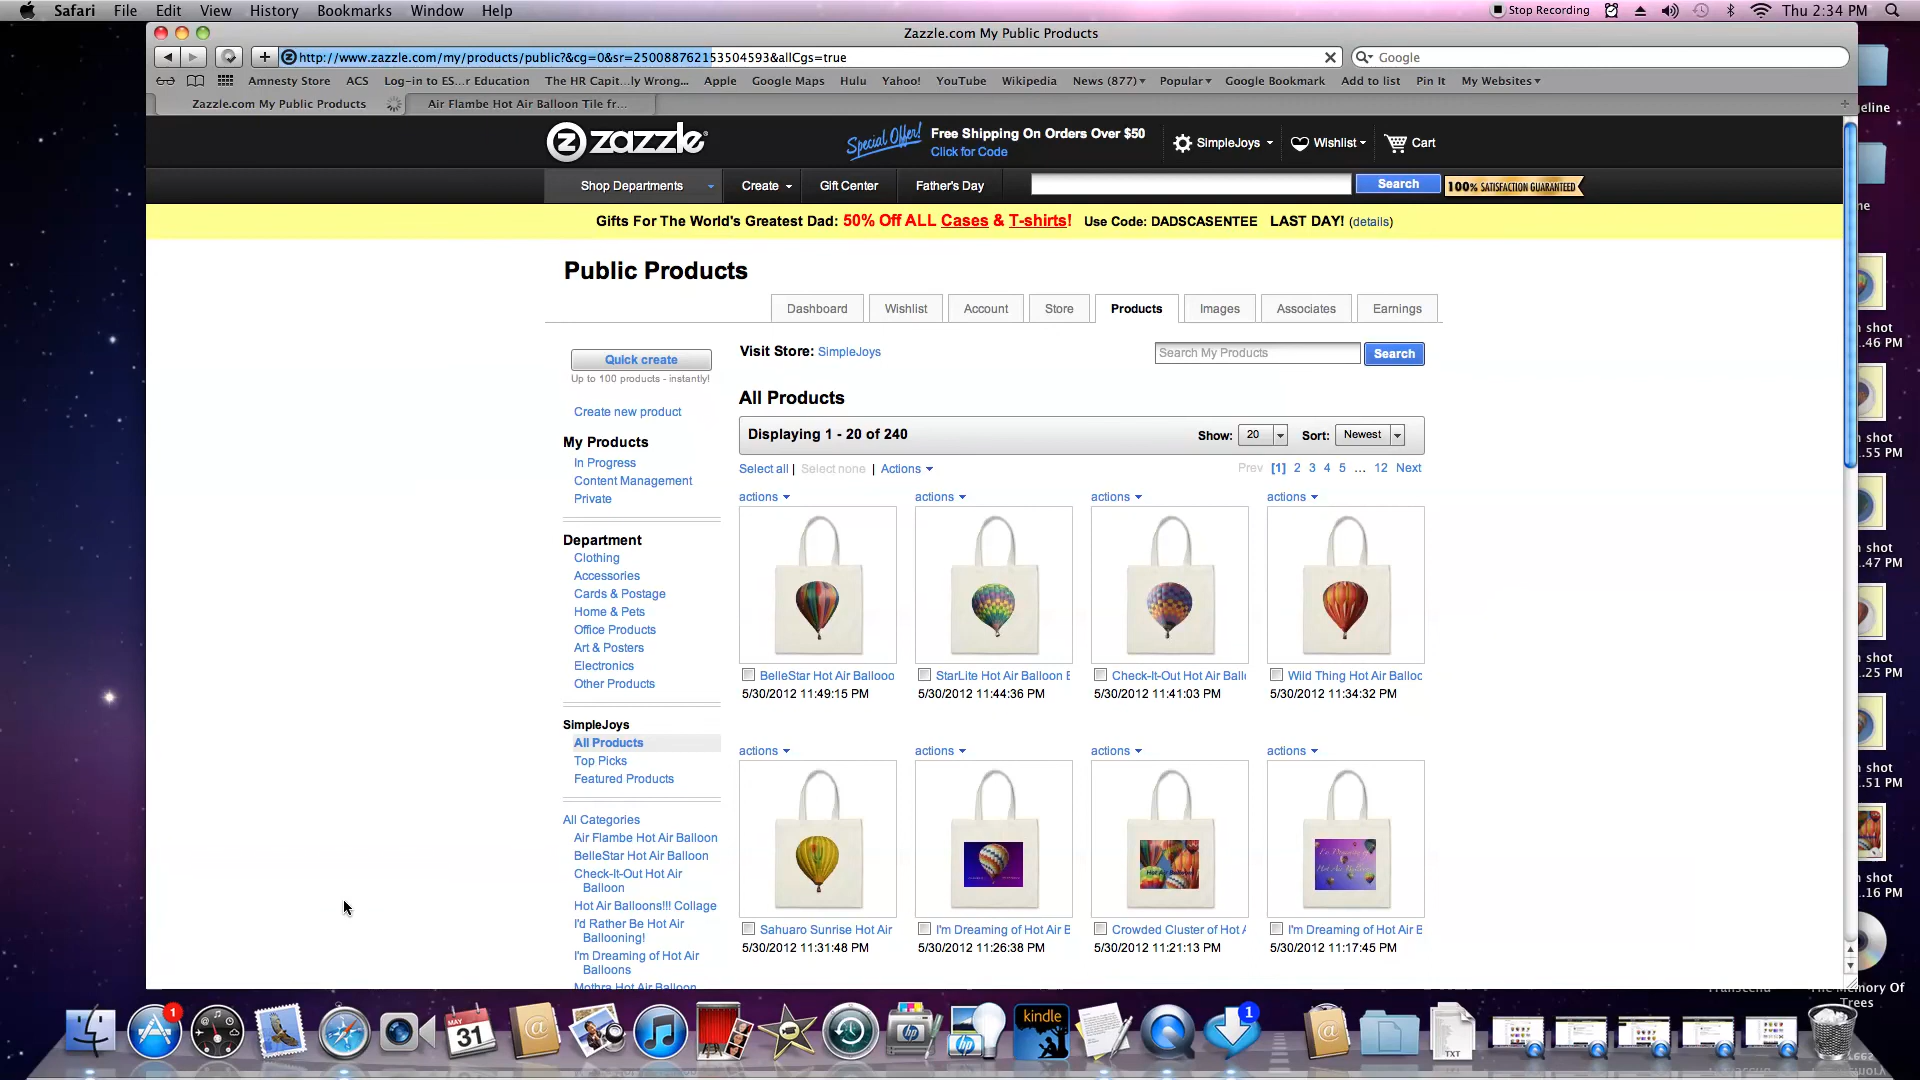 Safari File Edit View History Bookmarks Window Help Stop Recording Thu 2:34 PM
Zazzle.com My Public Products
http://www.zazzle.com/my/products/public?&cg=0&sr=250088762153504593&allCgs=true Google
Amnesty Store ACS Log-in to ES...r Education The HR Capit...ly Wrong... Apple Google Maps Hulu Yahoo! YouTube Wikipedia News (877) Popular Google Bookmark Add to list Pin It My Websites
Zazzle.com My Public Products Air Flambe Hot Air Balloon Tile fr...
zazzle Special Offer! Free Shipping On Orders Over $50 SimpleJoys Wishlist Cart
Click for Code
Shop Departments Create Gift Center Father's Day Search 100% SATISFACTION GUARANTEED
Gifts For The World's Greatest Dad: 50% Off ALL Cases & T-shirts! Use Code: DADSCASENTEE LAST DAY! (details)
Public Products
Dashboard Wishlist Account Store Products Images Associates Earnings
Quick create
Up to 100 products - instantly!
Create new product
My Products
In Progress
Content Management
Private
Department
Clothing
Accessories
Cards & Postage
Home & Pets
Office Products
Art & Posters
Electronics
Other Products
SimpleJoys
All Products
Top Picks
Featured Products
All Categories
Air Flambe Hot Air Balloon
BelleStar Hot Air Balloon
Check-It-Out Hot Air
Balloon
Hot Air Balloons!!! Collage
I'd Rather Be Hot Air
Ballooning!
I'm Dreaming of Hot Air
Balloons
Mothra Hot Air Balloon
Visit Store: SimpleJoys Search My Products Search
All Products
Displaying 1 - 20 of 240 Show: 20 Sort: Newest
Select all | Select none | Actions Prev [1] 2 3 4 5 ... 12 Next
actions actions actions actions
BelleStar Hot Air Ballooo StarLite Hot Air Balloon Check-It-Out Hot Air Wild Thing Hot Air Balloo
5/30/2012 11:49:15 PM 5/30/2012 11:44:36 PM 5/30/2012 11:41:03 PM 5/30/2012 11:34:32 PM
actions actions actions actions
Sahuaro Sunrise Hot Air I'm Dreaming of Hot Air Crowded Cluster of Hot I'm Dreaming of Hot Air
5/30/2012 11:31:48 PM 5/30/2012 11:26:38 PM 5/30/2012 11:21:13 PM 5/30/2012 11:17:45 PM
eline
ne
n shot
.46 PM
n shot
.55 PM
n shot
.47 PM
n shot
.25 PM
n shot
.51 PM
n shot
.16 PM
The Memory Of
Trees
1
MAY
31
hp
hp
kindle
1
TXT